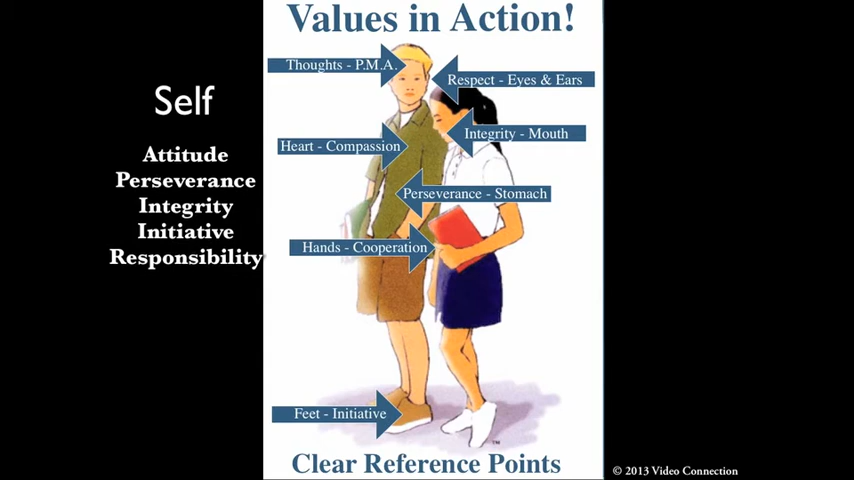 Values in Action!
Self
Attitude
Perseverance
Integrity
Initiative
Responsibility
Thoughts - P.M.A.
Respect - Eyes & Ears
Integrity - Mouth
Heart - Compassion
Perseverance - Stomach
Hands - Cooperation
Feet - Initiative
TM
Clear Reference Points
© 2013 Video Connection